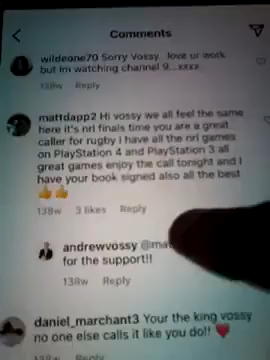 Comments
wildeone70 Sorry Vossy.. love ur work
but Im watching channel 9...xxxx
138w Reply
mattdapp2 Hi vossy we all feel the same
here it's nrl finals time you are a great
caller for rugby i have all the nrl games
on PlayStation 4 and PlayStation 3 all
great games enjoy the call tonight and I
have your book signed also all the best
👍👍
138w 3 likes Reply
andrewvossy
for the support!!
138w Reply
daniel_marchant3 Your the king vossy
no one else calls it like you do!! ❤️
Reply